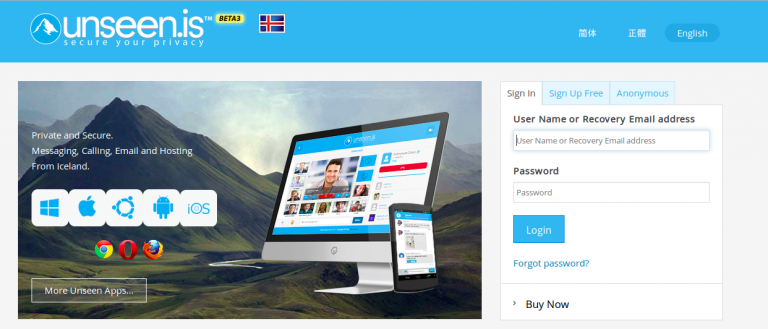 unseen.is™ BETA3
secure your privacy
简体 正體 English
Private and Secure.
Messaging, Calling, Email and Hosting
From Iceland.
iOS
More Unseen Apps...
unseen.is
Sign In Sign Up Free Anonymous
User Name or Recovery Email address
User Name or Recovery Email address
Password
Password
Login
Forgot password?
› Buy Now